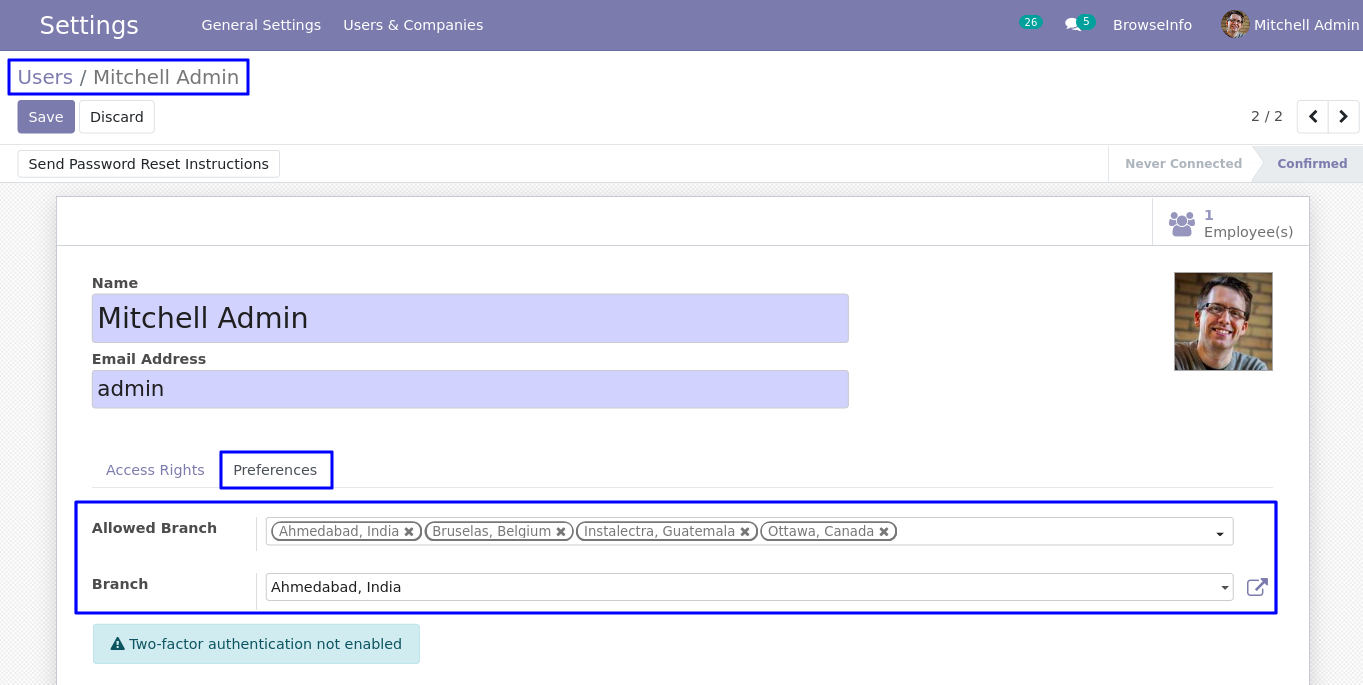 Settings General Settings Users & Companies 26 5 BrowseInfo Mitchell Admin
Users / Mitchell Admin
Save Discard 2 / 2
Send Password Reset Instructions Never Connected Confirmed
1
Employee(s)
Name
Mitchell Admin
Email Address
admin
Access Rights Preferences
Allowed Branch Ahmedabad, India ✖ Bruselas, Belgium ✖ Instalectra, Guatemala ✖ Ottawa, Canada ✖
Branch Ahmedabad, India
Two-factor authentication not enabled